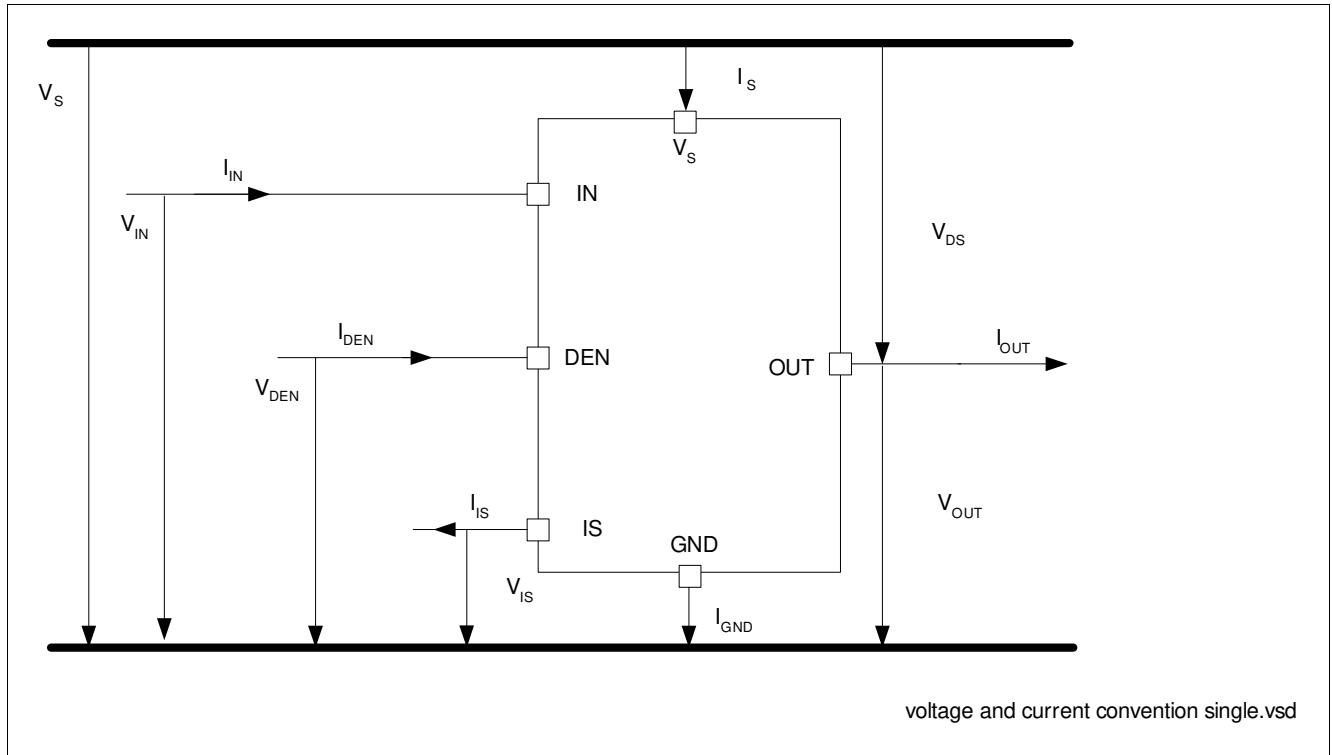 V_S
I_S
V_S
I_IN
IN
V_IN
V_DS
I_DEN
DEN
I_OUT
OUT
V_DEN
I_IS
IS
V_OUT
GND
V_IS
I_GND
voltage and current convention single.vsd